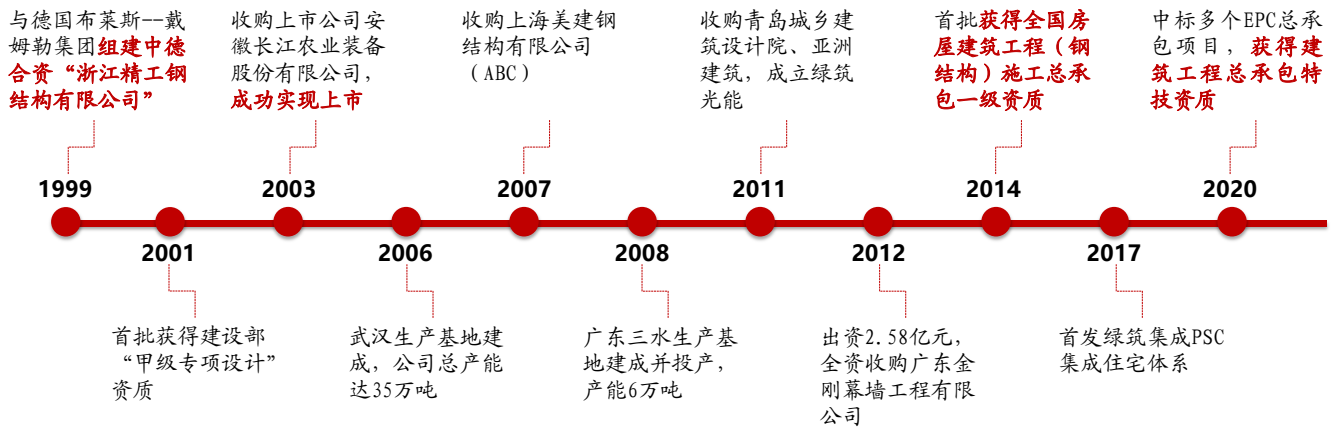 与德国布莱斯--戴
姆勒集团组建中德
合资“浙江精工钢
结构有限公司”
收购上市公司安
徽长江农业装备
股份有限公司，
成功实现上市
收购上海美建钢
结构有限公司
（ABC）
收购青岛城乡建
筑设计院、亚洲
建筑，成立绿筑
光能
首批获得全国房
屋建筑工程（钢
结构）施工总承
包一级资质
中标多个EPC总承
包项目，获得建
筑工程总承包特
技资质
1999
2003
2007
2011
2014
2020
2001
2006
2008
2012
2017
首批获得建设部
“甲级专项设计”
资质
武汉生产基地建
成，公司总产能
达35万吨
广东三水生产基
地建成并投产，
产能6万吨
出资2.58亿元，
全资收购广东金
刚幕墙工程有限
公司
首发绿筑集成PSC
集成住宅体系